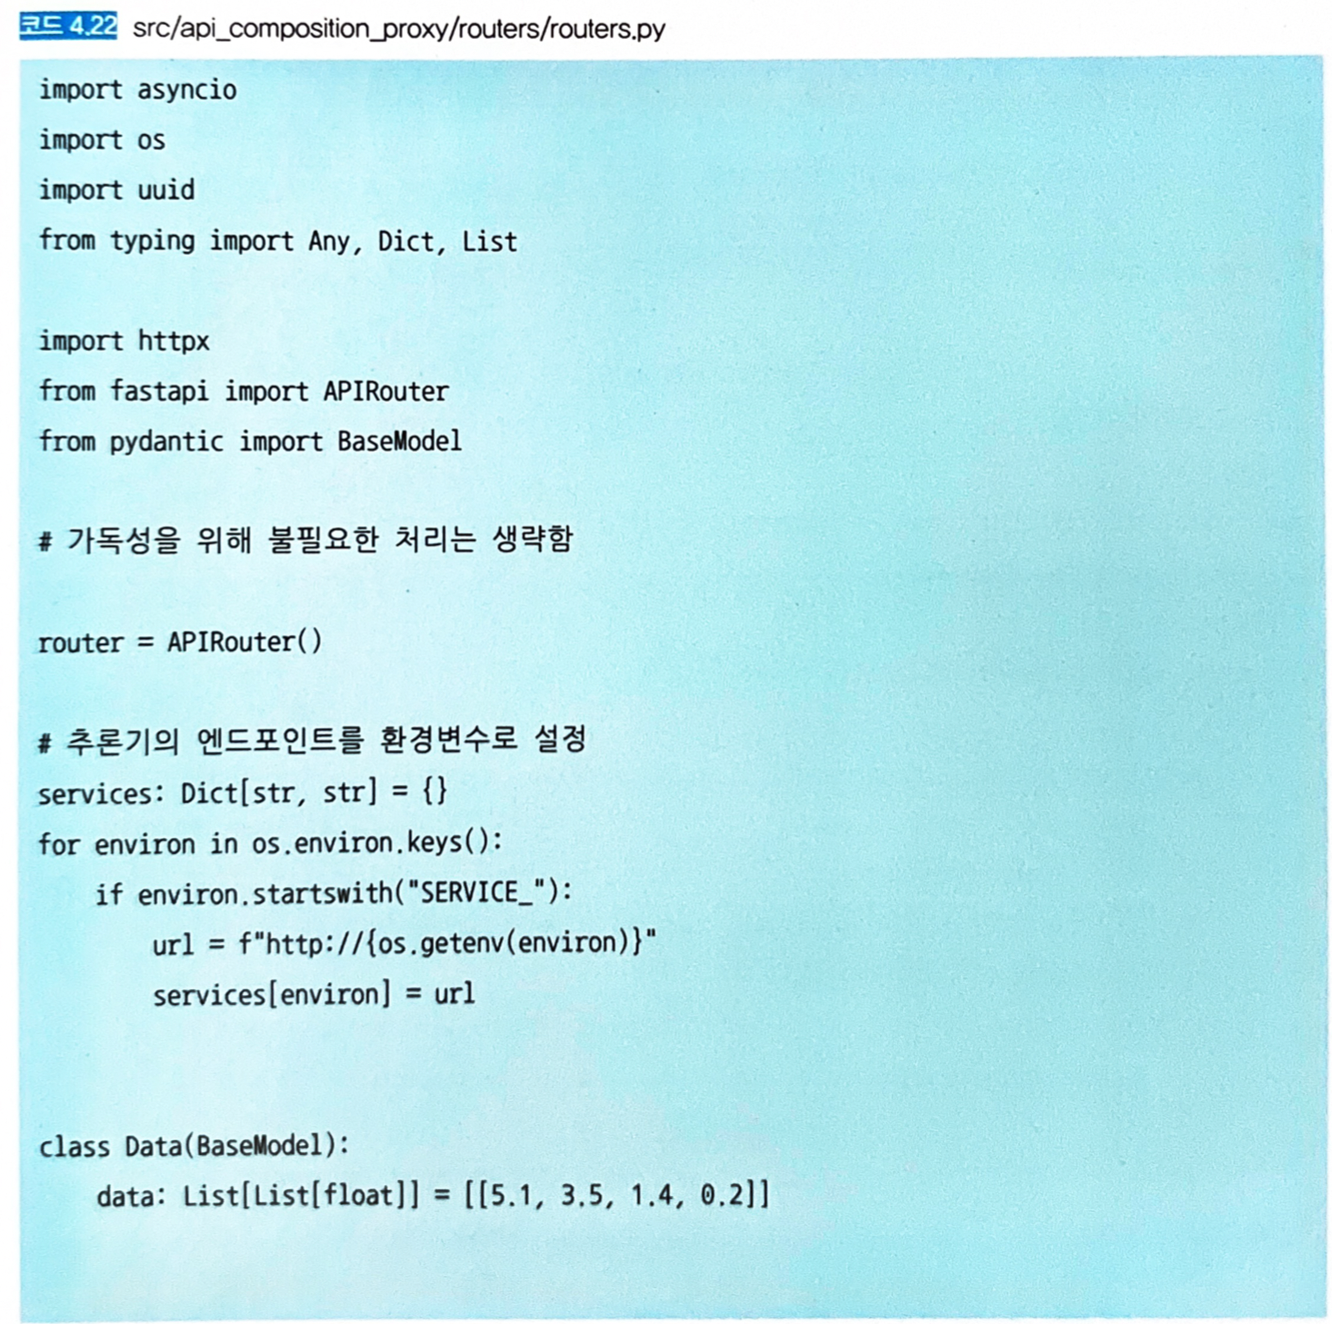 코드 4.22 src/api_composition_proxy/routers/routers.py
import asyncio
import os
import uuid
from typing import Any, Dict, List
import httpx
from fastapi import APIRouter
from pydantic import BaseModel
# 가독성을 위해 불필요한 처리는 생략함
router = APIRouter()
# 추론기의 엔드포인트를 환경변수로 설정
services: Dict[str, str] = {}
for environ in os.environ.keys():
    if environ.startswith("SERVICE_"):
        url = f"http://{os.getenv(environ)}"
        services[environ] = url
class Data(BaseModel):
    data: List[List[float]] = [[5.1, 3.5, 1.4, 0.2]]